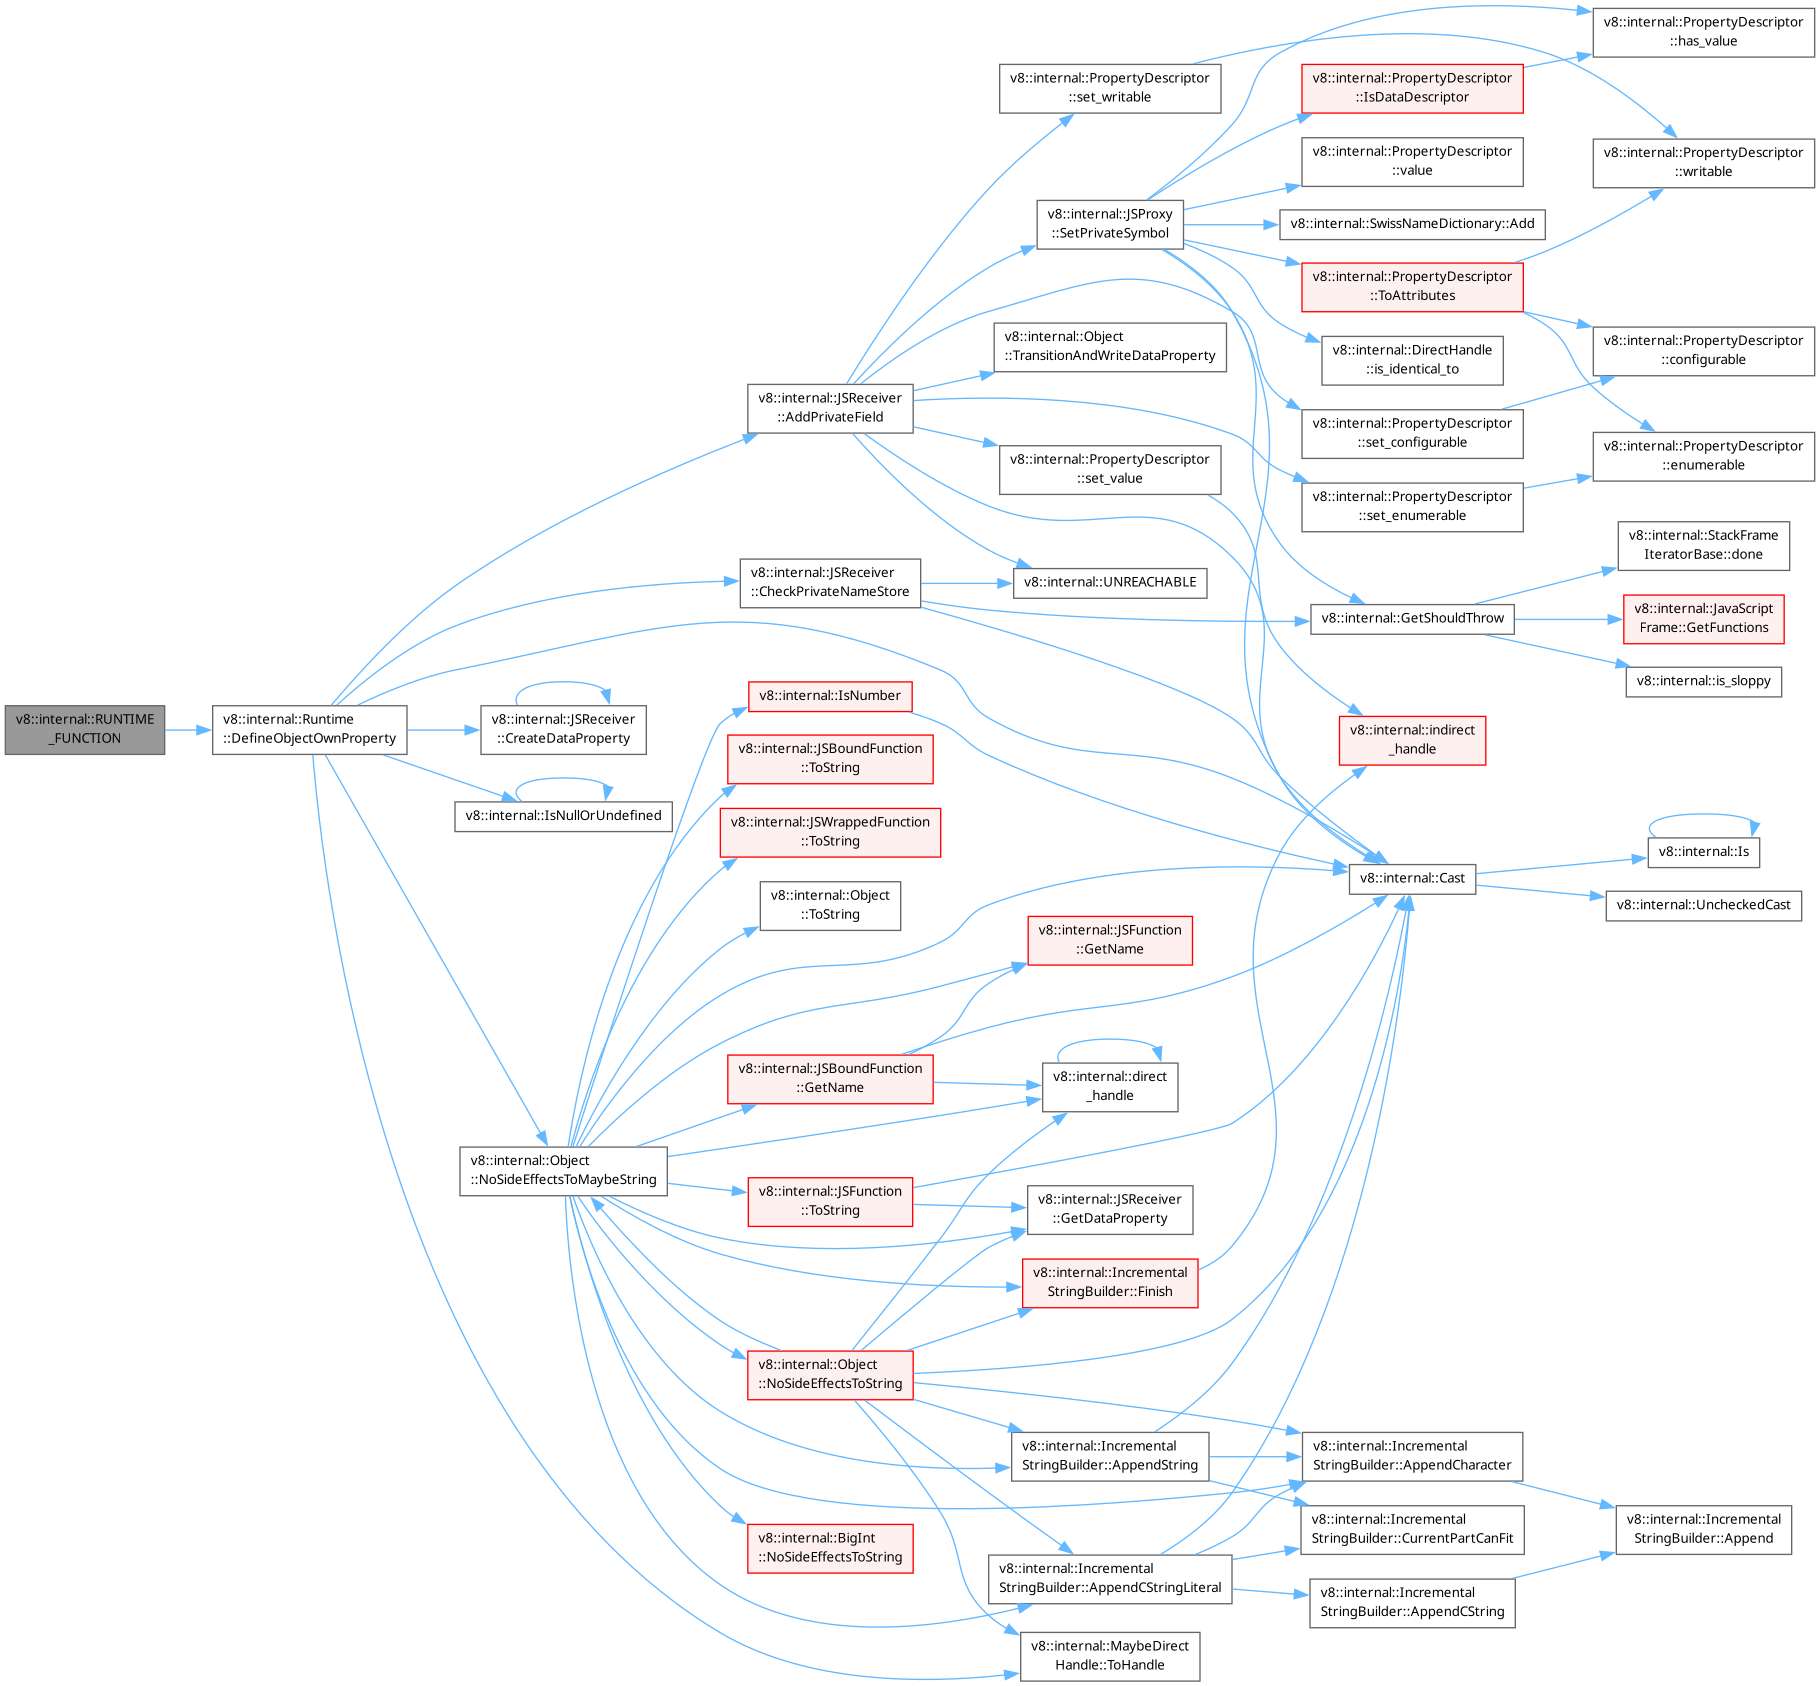 v8::internal::RUNTIME
_FUNCTION
v8::internal::Runtime
::DefineObjectOwnProperty
v8::internal::JSReceiver
::AddPrivateField
v8::internal::JSReceiver
::CheckPrivateNameStore
v8::internal::JSReceiver
::CreateDataProperty
v8::internal::IsNullOrUndefined
v8::internal::Object
::NoSideEffectsToMaybeString
v8::internal::IsNumber
v8::internal::JSBoundFunction
::ToString
v8::internal::JSWrappedFunction
::ToString
v8::internal::Object
::ToString
v8::internal::JSBoundFunction
::GetName
v8::internal::JSFunction
::ToString
v8::internal::Object
::NoSideEffectsToString
v8::internal::BigInt
::NoSideEffectsToString
v8::internal::PropertyDescriptor
::set_writable
v8::internal::JSProxy
::SetPrivateSymbol
v8::internal::Object
::TransitionAndWriteDataProperty
v8::internal::PropertyDescriptor
::set_value
v8::internal::UNREACHABLE
v8::internal::JSFunction
::GetName
v8::internal::direct
_handle
v8::internal::JSReceiver
::GetDataProperty
v8::internal::Incremental
StringBuilder::Finish
v8::internal::Incremental
StringBuilder::AppendString
v8::internal::Incremental
StringBuilder::AppendCStringLiteral
v8::internal::MaybeDirect
Handle::ToHandle
v8::internal::PropertyDescriptor
::IsDataDescriptor
v8::internal::PropertyDescriptor
::value
v8::internal::SwissNameDictionary::Add
v8::internal::PropertyDescriptor
::ToAttributes
v8::internal::DirectHandle
::is_identical_to
v8::internal::PropertyDescriptor
::set_configurable
v8::internal::PropertyDescriptor
::set_enumerable
v8::internal::GetShouldThrow
v8::internal::indirect
_handle
v8::internal::Cast
v8::internal::Incremental
StringBuilder::AppendCharacter
v8::internal::Incremental
StringBuilder::CurrentPartCanFit
v8::internal::Incremental
StringBuilder::AppendCString
v8::internal::PropertyDescriptor
::has_value
v8::internal::PropertyDescriptor
::writable
v8::internal::PropertyDescriptor
::configurable
v8::internal::PropertyDescriptor
::enumerable
v8::internal::StackFrame
IteratorBase::done
v8::internal::JavaScript
Frame::GetFunctions
v8::internal::is_sloppy
v8::internal::Is
v8::internal::UncheckedCast
v8::internal::Incremental
StringBuilder::Append